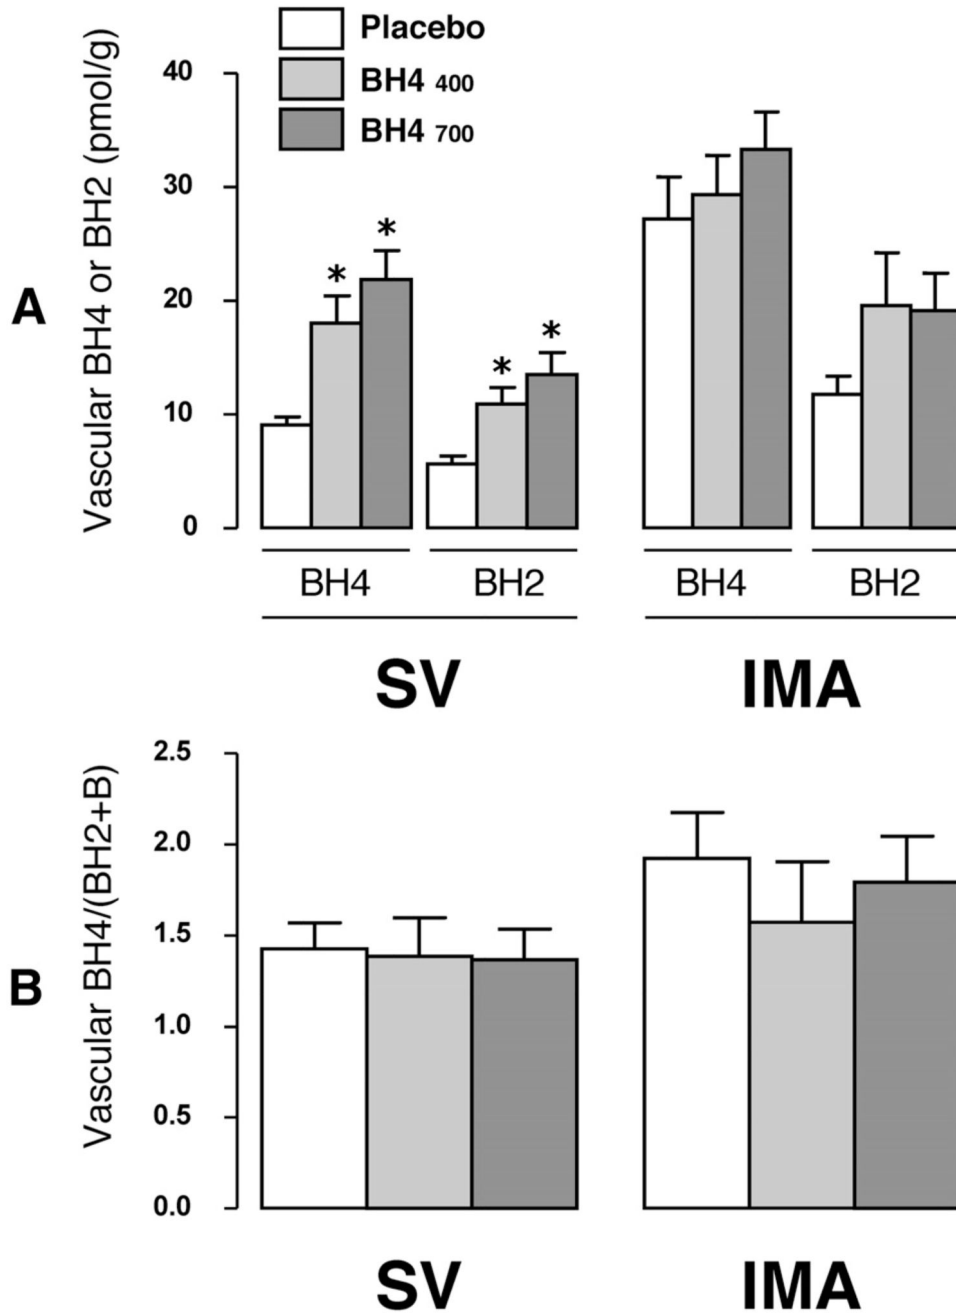 Placebo
BH4 400
BH4 700
A
Vascular BH4 or BH2 (pmol/g)
40
30
20
10
0
* * * *
BH4 BH2 BH4 BH2
SV IMA
B
Vascular BH4/(BH2+B)
2.5
2.0
1.5
1.0
0.5
0.0
SV IMA